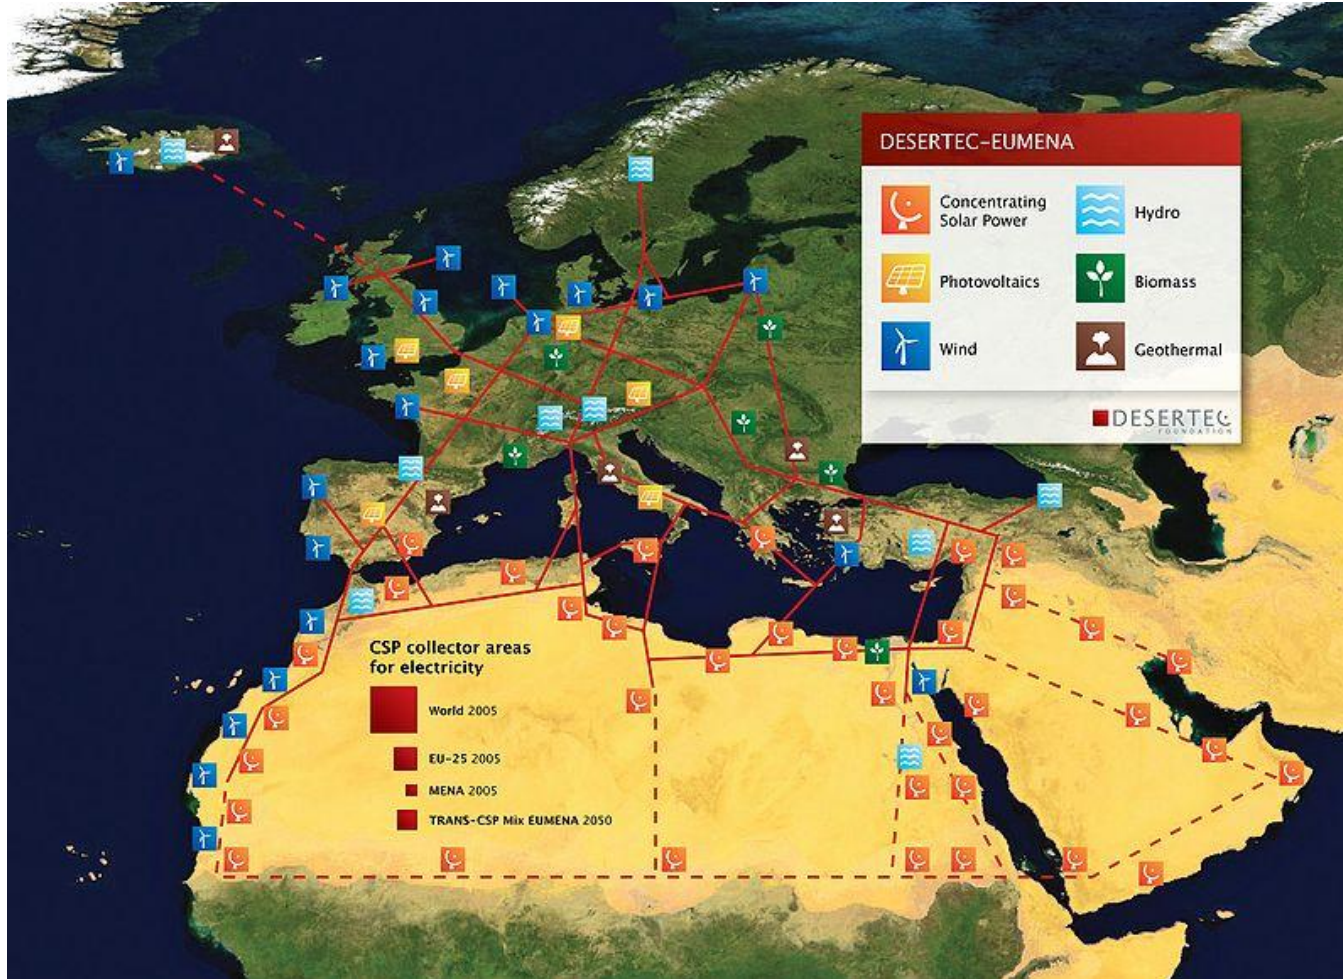 DESERTEC–EUMENA
Concentrating
Solar Power
Hydro
Photovoltaics
Biomass
Wind
Geothermal
DESERTEC
FOUNDATION
CSP collector areas
for electricity
World 2005
EU-25 2005
MENA 2005
TRANS-CSP Mix EUMENA 2050